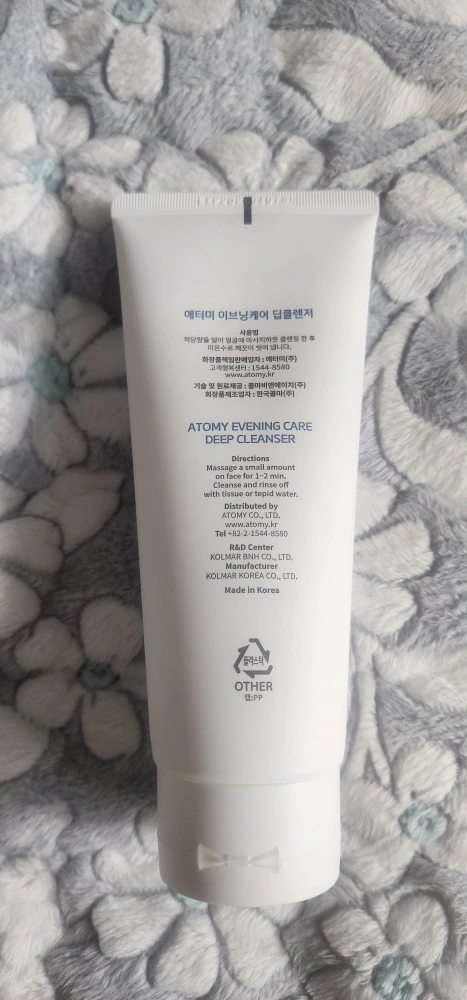 애터미 이브닝케어 딥클렌저
사용법
적당량을 덜어 얼굴에 마사지하듯 클렌징 한 후
미온수로 깨끗이 씻어 냅니다.
화장품책임판매업자 : 애터미(주)
고객행복센터 : 1544-8580
www.atomy.kr
기술 및 원료제공 : 콜마비앤에이치(주)
화장품제조업자 : 한국콜마(주)
ATOMY EVENING CARE
DEEP CLEANSER
Directions
Massage a small amount
on face for 1~2 min.
Cleanse and rinse off
with tissue or tepid water.
Distributed by
ATOMY CO., LTD.
www.atomy.kr
Tel +82-2-1544-8580
R&D Center
KOLMAR BNH CO., LTD.
Manufacturer
KOLMAR KOREA CO., LTD.
Made in Korea
플라스틱
OTHER
캡:PP